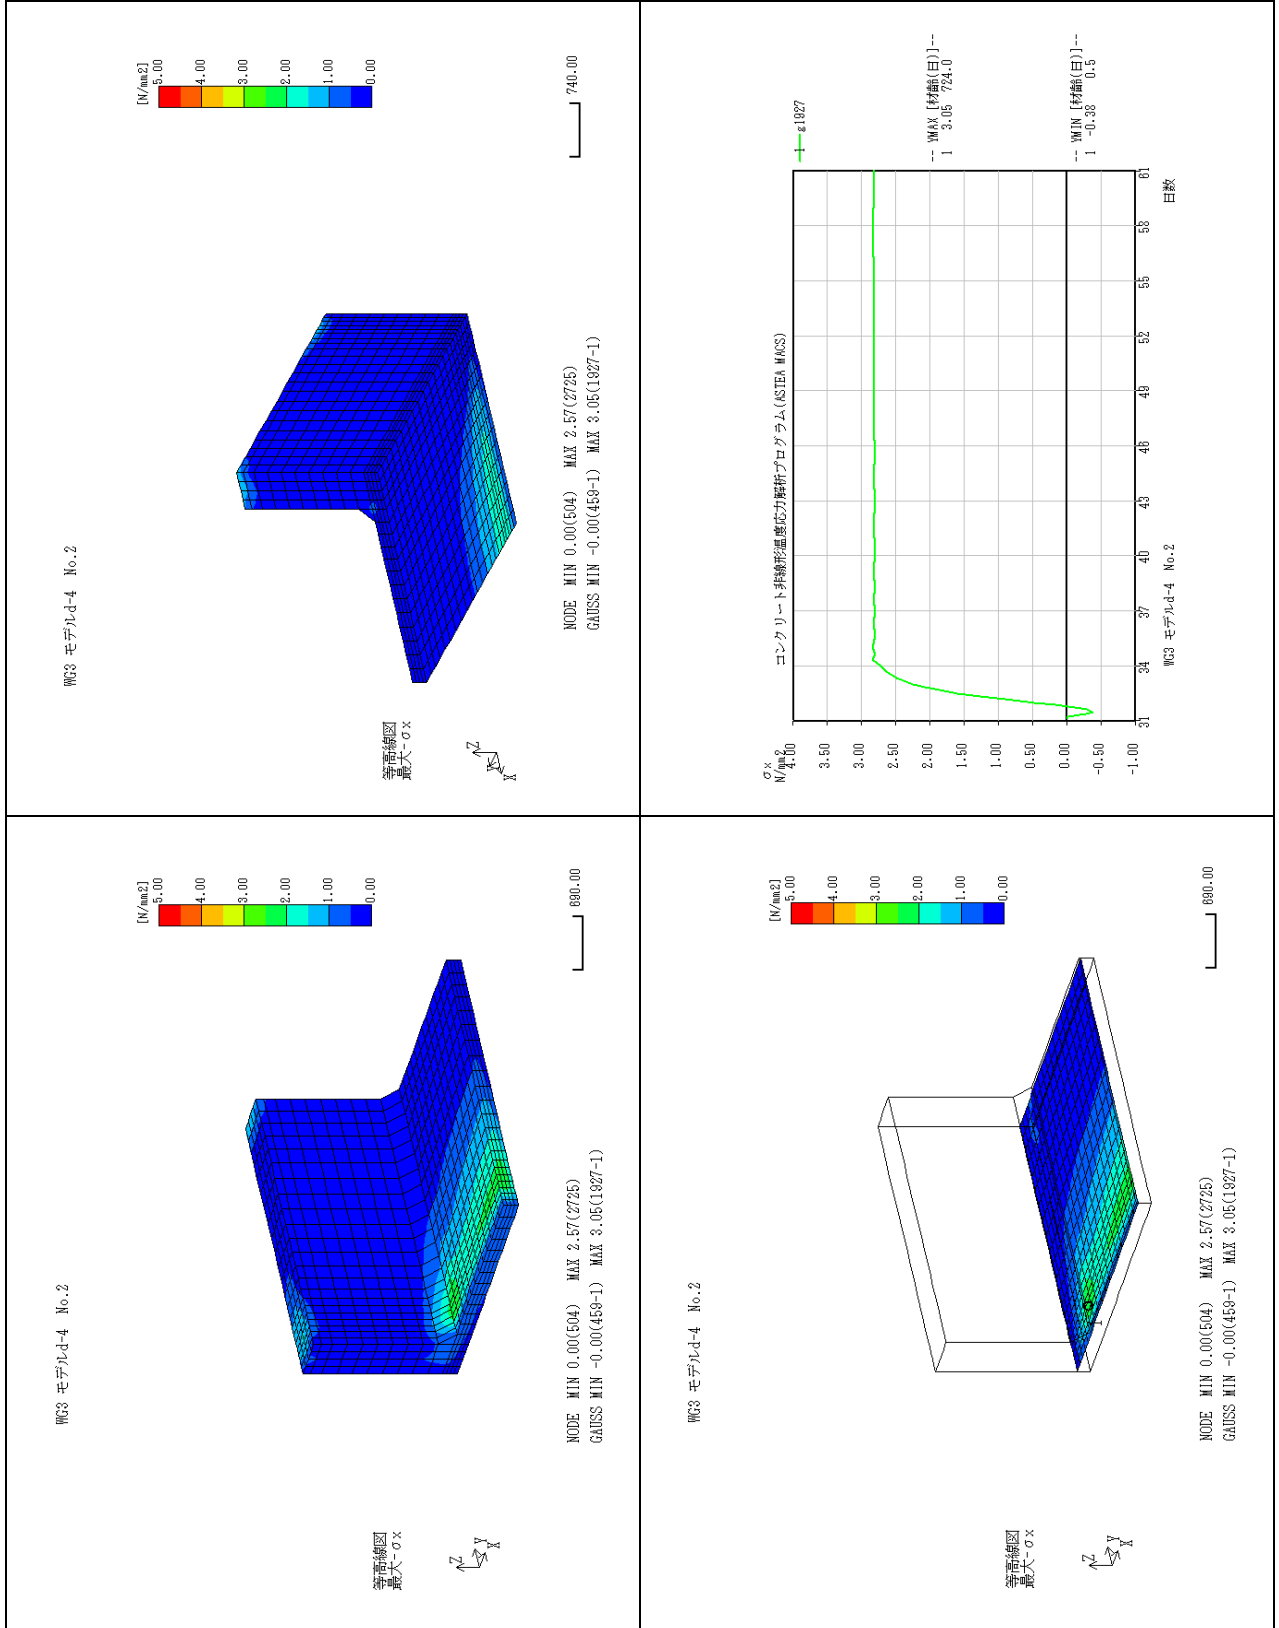 WG3 モデルd-4 No.2
[N/mm2]
5.00
4.00
3.00
2.00
1.00
0.00
740.00
等高線図
最大-σx
Z
Y
X
NODE MIN 0.00(504) MAX 2.57(2725)
GAUSS MIN -0.00(459-1) MAX 3.05(1927-1)
コンクリート非線形温度応力解析プログラム(ASTEA MACS)
1 g1927
σx
N/mm2
4.00
3.50
3.00
2.50
2.00
1.50
1.00
0.50
0.00
-0.50
-1.00
31
34
37
40
43
46
49
52
55
58
61
日数
-- YMAX [材齢(日)]--
1 3.05 724.0
-- YMIN [材齢(日)]--
1 -0.38 0.5
WG3 モデルd-4 No.2
WG3 モデルd-4 No.2
[N/mm2]
5.00
4.00
3.00
2.00
1.00
0.00
690.00
等高線図
最大-σx
Z
Y
X
NODE MIN 0.00(504) MAX 2.57(2725)
GAUSS MIN -0.00(459-1) MAX 3.05(1927-1)
WG3 モデルd-4 No.2
[N/mm2]
5.00
4.00
3.00
2.00
1.00
0.00
690.00
1
等高線図
最大-σx
Z
Y
X
NODE MIN 0.00(504) MAX 2.57(2725)
GAUSS MIN -0.00(459-1) MAX 3.05(1927-1)